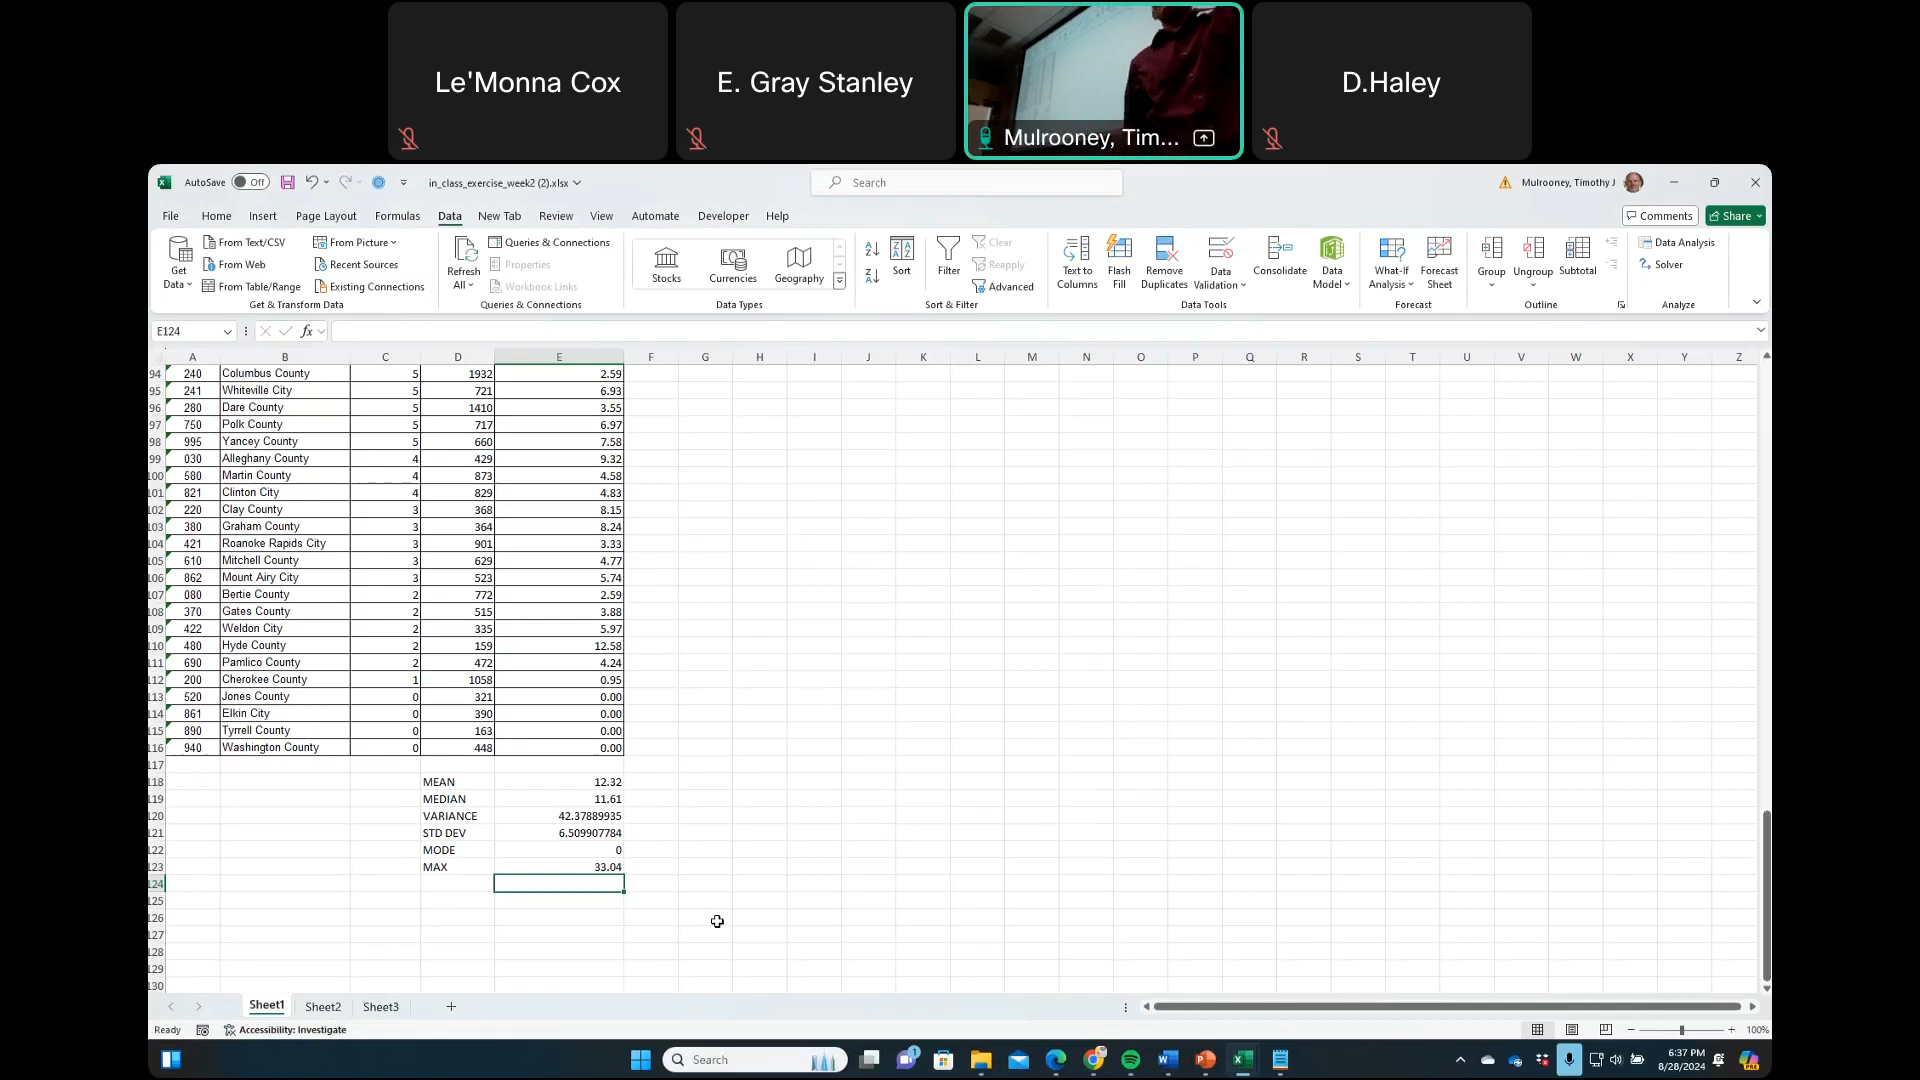 Le'Monna Cox
E. Gray Stanley
Mulrooney, Tim...
D.Haley
AutoSave Off in_class_exercise_week2 (2).xlsx Search Mulrooney, Timothy J
File Home Insert Page Layout Formulas Data New Tab Review View Automate Developer Help Comments Share
From Text/CSV From Picture Queries & Connections Clear Data Analysis
From Web Recent Sources Properties Reapply Solver
From Table/Range Existing Connections Workbook Links Advanced
Get Data Refresh All Stocks Currencies Geography Sort Filter Text to Columns Flash Fill Remove Duplicates Data Validation Consolidate Data Model What-If Analysis Forecast Sheet Group Ungroup Subtotal
Get & Transform Data Queries & Connections Data Types Sort & Filter Data Tools Forecast Outline Analyze
E124 fx
A B C D E F G H I J K L M N O P Q R S T U V W X Y Z
94 240 Columbus County 5 1932 2.59
95 241 Whiteville City 5 721 6.93
96 280 Dare County 5 1410 3.55
97 750 Polk County 5 717 6.97
98 995 Yancey County 5 660 7.58
99 030 Alleghany County 4 429 9.32
100 580 Martin County 4 873 4.58
101 821 Clinton City 4 829 4.83
102 220 Clay County 3 368 8.15
103 380 Graham County 3 364 8.24
104 421 Roanoke Rapids City 3 901 3.33
105 610 Mitchell County 3 629 4.77
106 862 Mount Airy City 3 523 5.74
107 080 Bertie County 2 772 2.59
108 370 Gates County 2 515 3.88
109 422 Weldon City 2 335 5.97
110 480 Hyde County 2 159 12.58
111 690 Pamlico County 2 472 4.24
112 200 Cherokee County 1 1058 0.95
113 520 Jones County 0 321 0.00
114 861 Elkin City 0 390 0.00
115 890 Tyrrell County 0 163 0.00
116 940 Washington County 0 448 0.00
117
118 MEAN 12.32
119 MEDIAN 11.61
120 VARIANCE 42.37889935
121 STD DEV 6.509907784
122 MODE 0
123 MAX 33.04
124
125
126
127
128
129
130
Sheet1 Sheet2 Sheet3
Ready Accessibility: Investigate 100%
Search 6:37 PM
8/28/2024